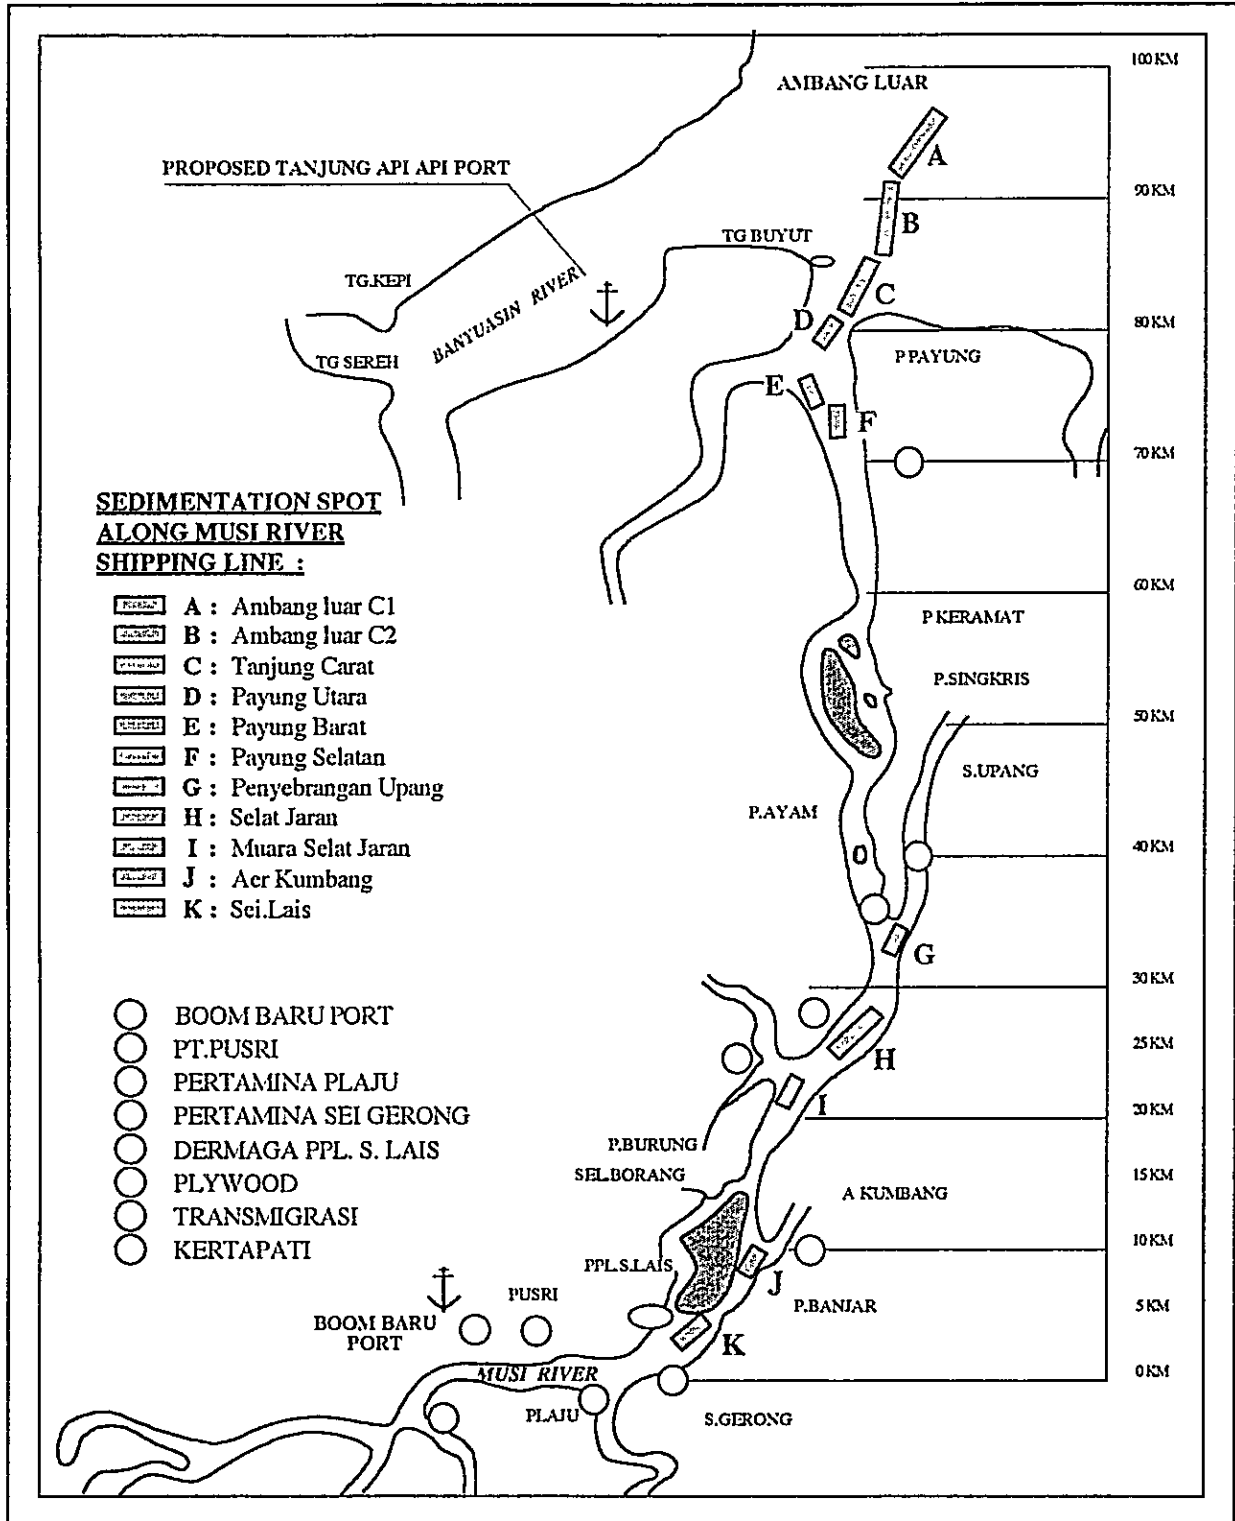 100 KM
AMBANG LUAR
A
PROPOSED TANJUNG API API PORT
90 KM
B
TG BUYUT
TG.KEPI
C
BANYUASIN RIVER
D
80 KM
TG SEREH
P PAYUNG
E
F
70 KM
SEDIMENTATION SPOT
ALONG MUSI RIVER
SHIPPING LINE :
A : Ambang luar C1
B : Ambang luar C2
C : Tanjung Carat
D : Payung Utara
E : Payung Barat
F : Payung Selatan
G : Penyebrangan Upang
H : Selat Jaran
I : Muara Selat Jaran
J : Aer Kumbang
K : Sei.Lais
60 KM
P KERAMAT
P.SINGKRIS
50 KM
S.UPANG
P.AYAM
40 KM
G
30 KM
H
25 KM
I
20 KM
P.BURUNG
SEI.BORANG
15 KM
A KUMBANG
10 KM
PPL.S.LAIS
J
P.BANJAR
5 KM
K
0 KM
BOOM BARU PORT
PT.PUSRI
PERTAMINA PLAJU
PERTAMINA SEI GERONG
DERMAGA PPL. S. LAIS
PLYWOOD
TRANSMIGRASI
KERTAPATI
PUSRI
BOOM BARU
PORT
MUSI RIVER
PLAJU
S.GERONG